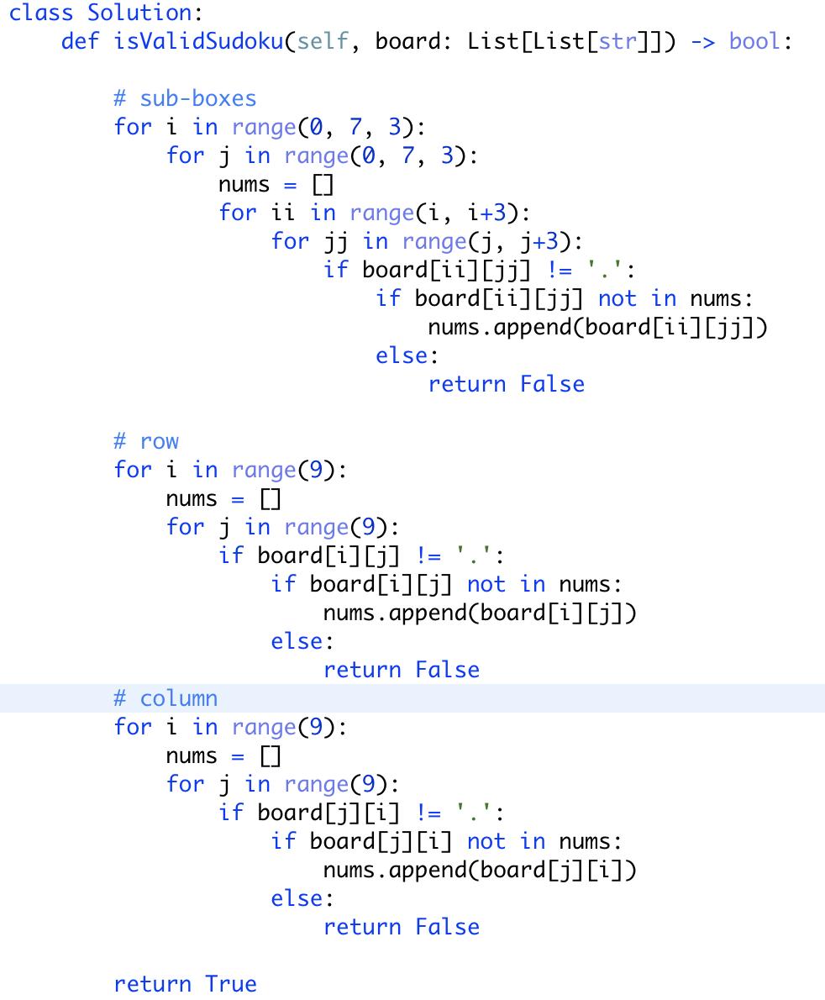 class Solution:
    def isValidSudoku(self, board: List[List[str]]) -> bool:

        # sub-boxes
        for i in range(0, 7, 3):
            for j in range(0, 7, 3):
                nums = []
                for ii in range(i, i+3):
                    for jj in range(j, j+3):
                        if board[ii][jj] != '.':
                            if board[ii][jj] not in nums:
                                nums.append(board[ii][jj])
                            else:
                                return False

        # row
        for i in range(9):
            nums = []
            for j in range(9):
                if board[i][j] != '.':
                    if board[i][j] not in nums:
                        nums.append(board[i][j])
                    else:
                        return False
        # column
        for i in range(9):
            nums = []
            for j in range(9):
                if board[j][i] != '.':
                    if board[j][i] not in nums:
                        nums.append(board[j][i])
                    else:
                        return False

        return True